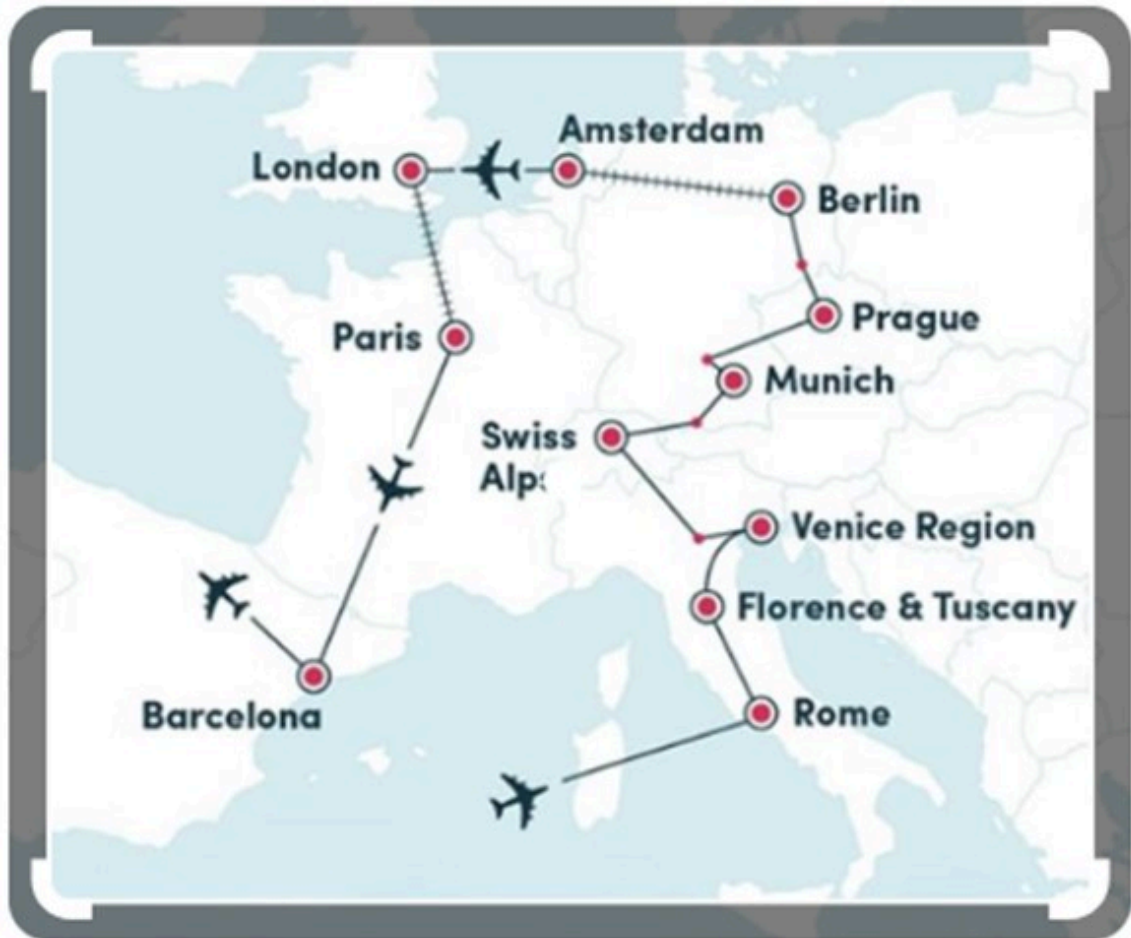 Amsterdam
London
Berlin
Prague
Paris
Munich
Swiss
Venice Region
Florence & Tuscany
Barcelona
Rome